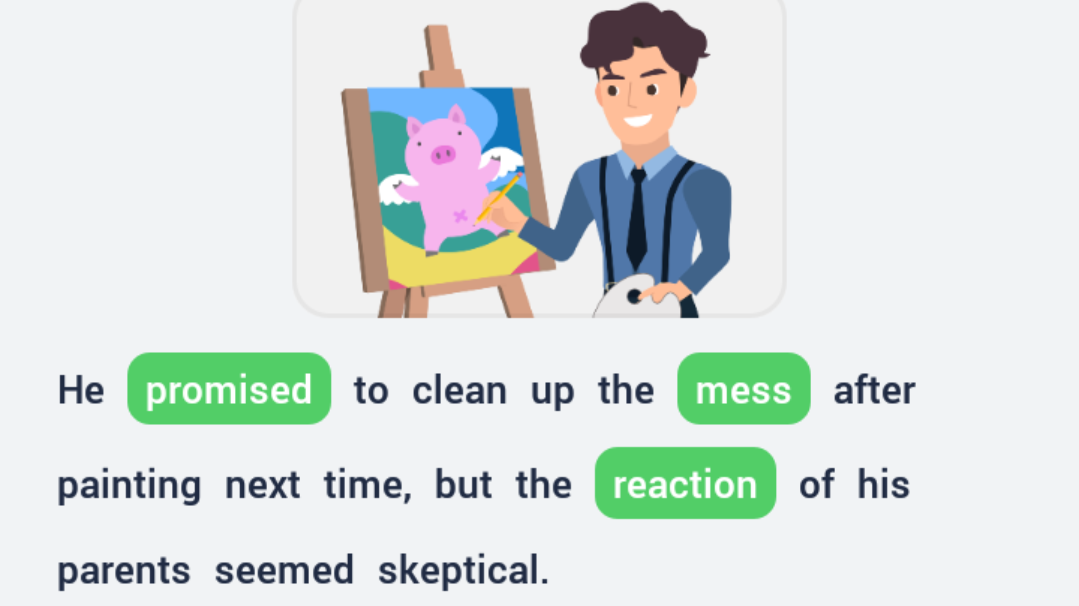 He promised to clean up the mess after
painting next time, but the reaction of his
parents seemed skeptical.